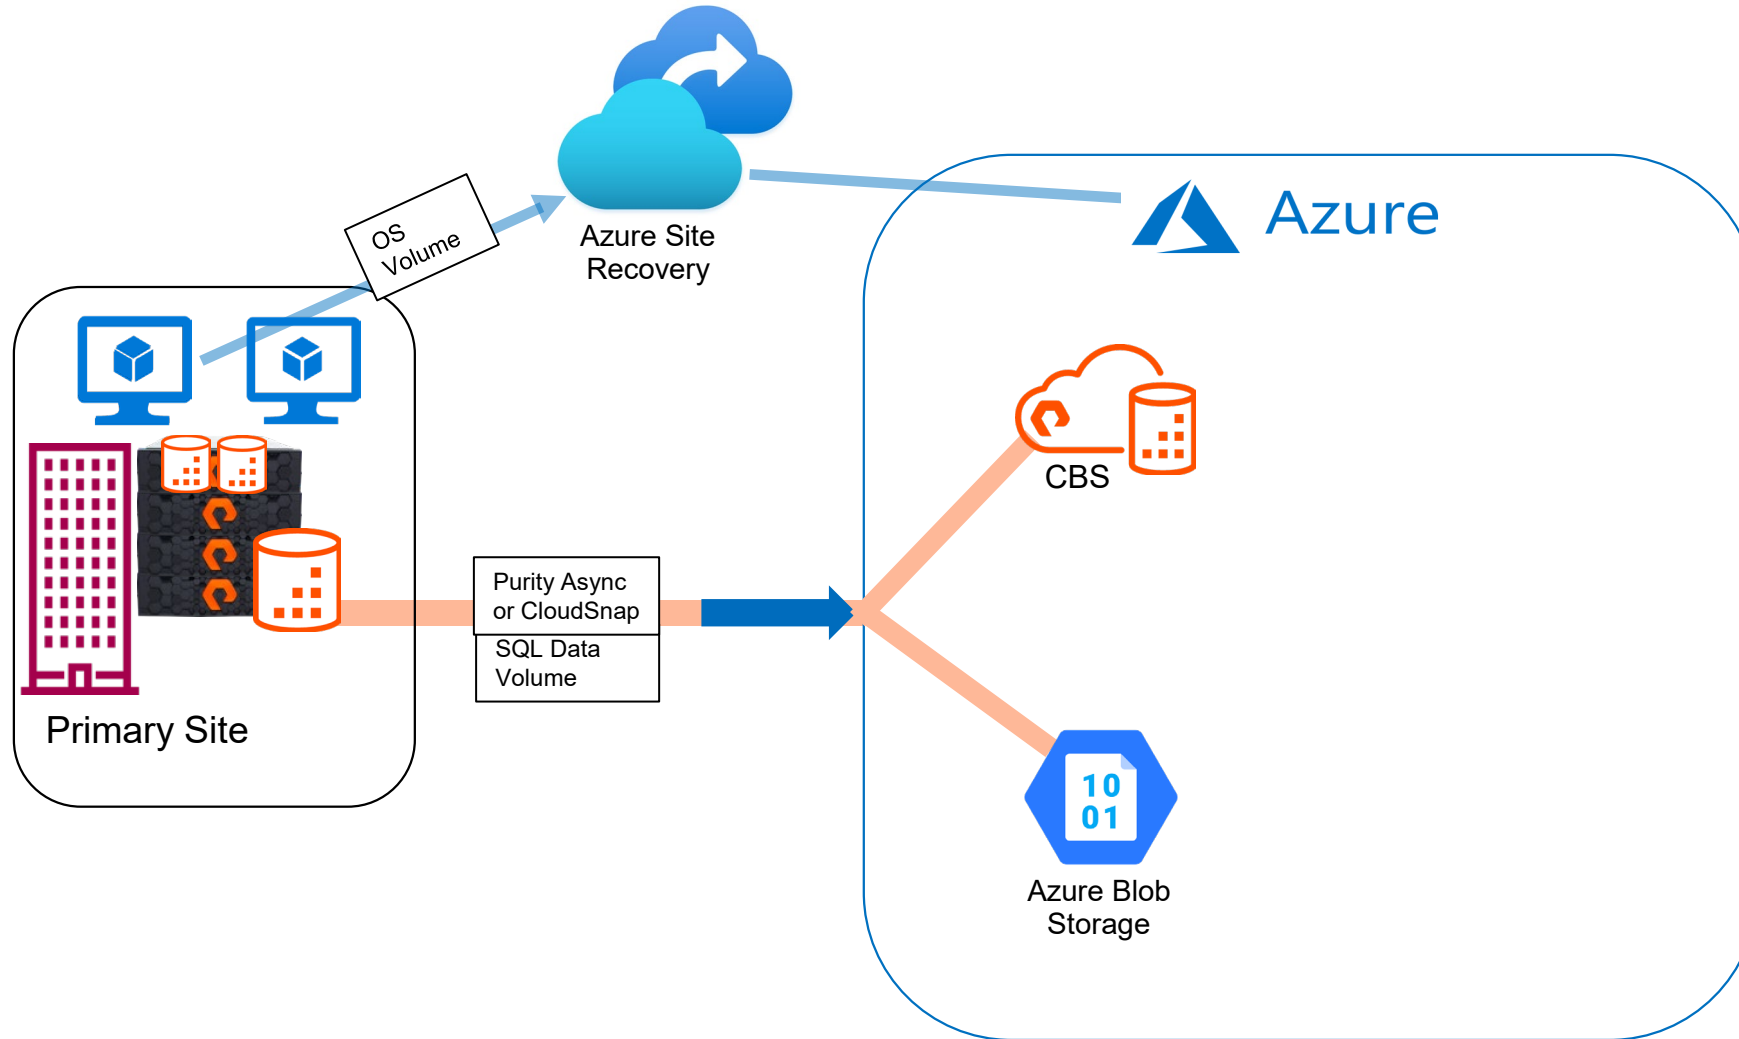 OS
Volume
Azure Site
Recovery
Azure
CBS
Purity Async
or CloudSnap
SQL Data
Volume
Primary Site
10
01
Azure Blob
Storage